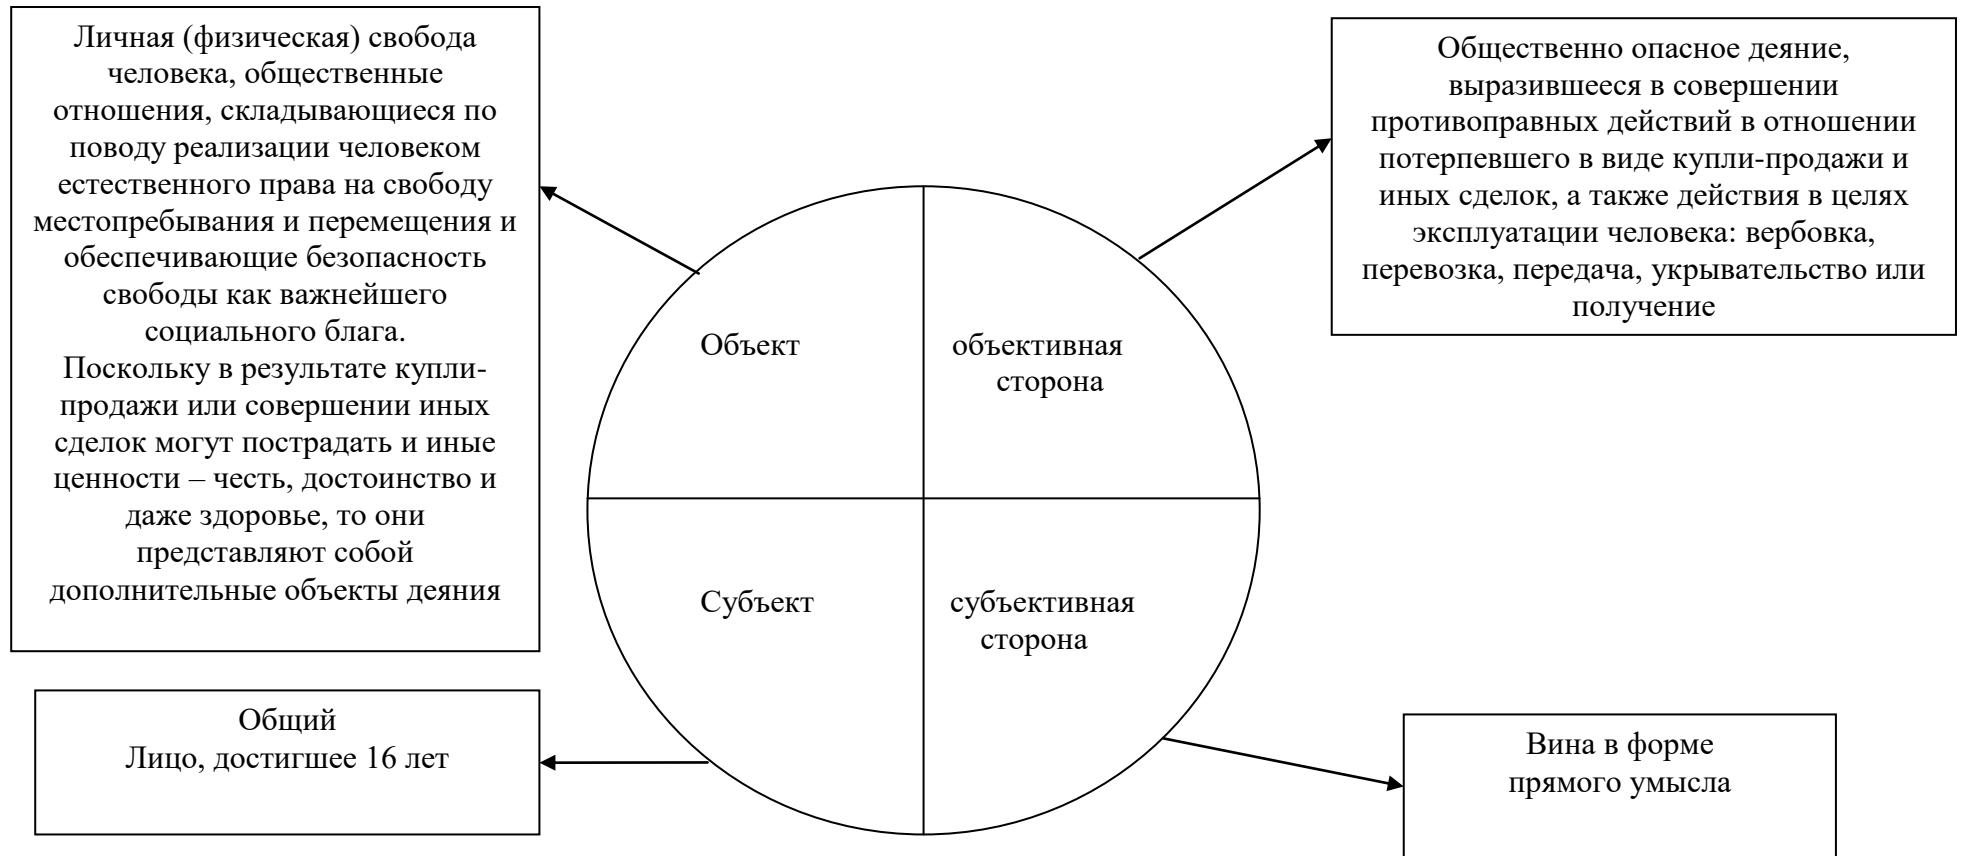 Личная (физическая) свобода
человека, общественные
отношения, складывающиеся по
поводу реализации человеком
естественного права на свободу
местопребывания и перемещения и
обеспечивающие безопасность
свободы как важнейшего
социального блага.
Поскольку в результате купли-
продажи или совершении иных
сделок могут пострадать и иные
ценности – честь, достоинство и
даже здоровье, то они
представляют собой
дополнительные объекты деяния
Общественно опасное деяние,
выразившееся в совершении
противоправных действий в отношении
потерпевшего в виде купли-продажи и
иных сделок, а также действия в целях
эксплуатации человека: вербовка,
перевозка, передача, укрывательство или
получение
Объект
объективная
сторона
Субъект
субъективная
сторона
Общий
Лицо, достигшее 16 лет
Вина в форме
прямого умысла